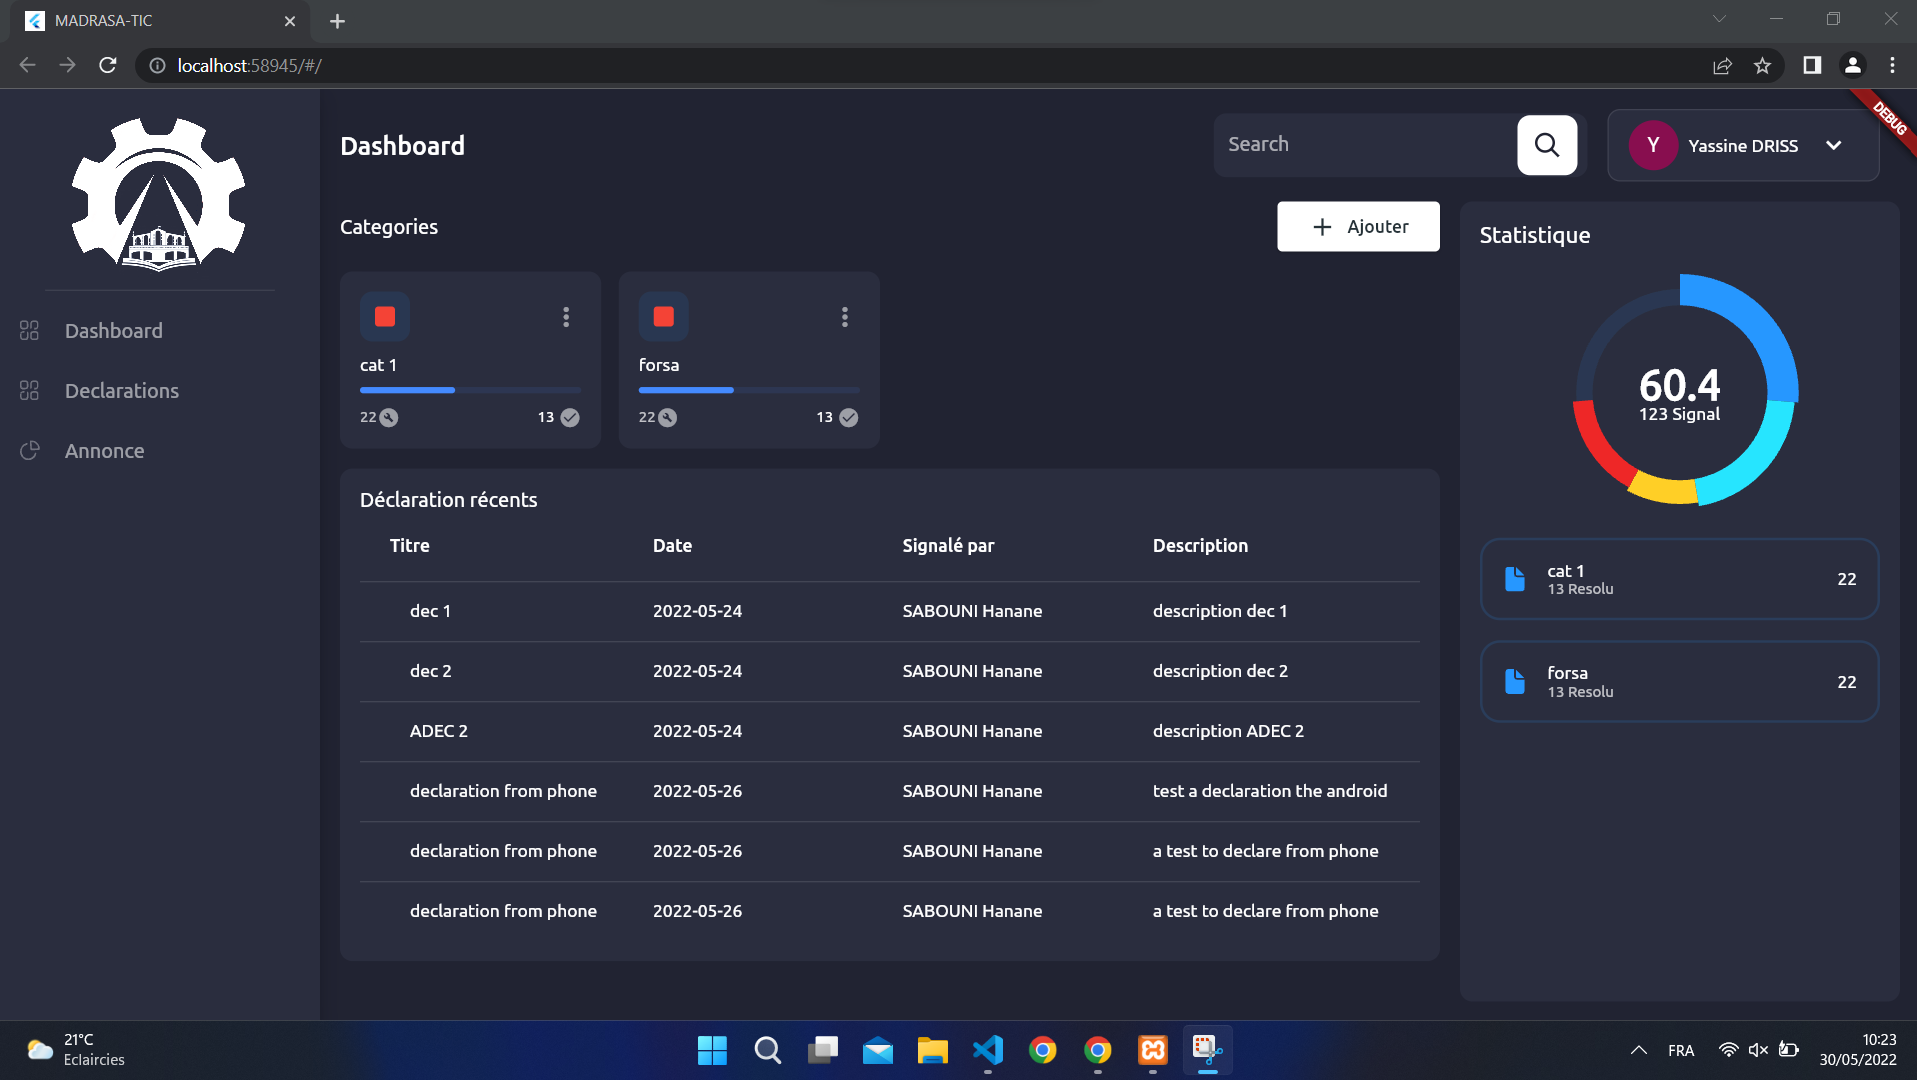 MADRASA-TIC
localhost:58945/#/
DEBUG
Dashboard
Search
Y
Yassine DRISS
Dashboard
Declarations
Annonce
Categories
Ajouter
cat 1
22
13
forsa
22
13
Déclaration récents
Titre Date Signalé par Description
dec 1 2022-05-24 SABOUNI Hanane description dec 1
dec 2 2022-05-24 SABOUNI Hanane description dec 2
ADEC 2 2022-05-24 SABOUNI Hanane description ADEC 2
declaration from phone 2022-05-26 SABOUNI Hanane test a declaration the android
declaration from phone 2022-05-26 SABOUNI Hanane a test to declare from phone
declaration from phone 2022-05-26 SABOUNI Hanane a test to declare from phone
Statistique
60.4
123 Signal
cat 1
13 Resolu
22
forsa
13 Resolu
22
21°C
Eclaircies
FRA
10:23
30/05/2022